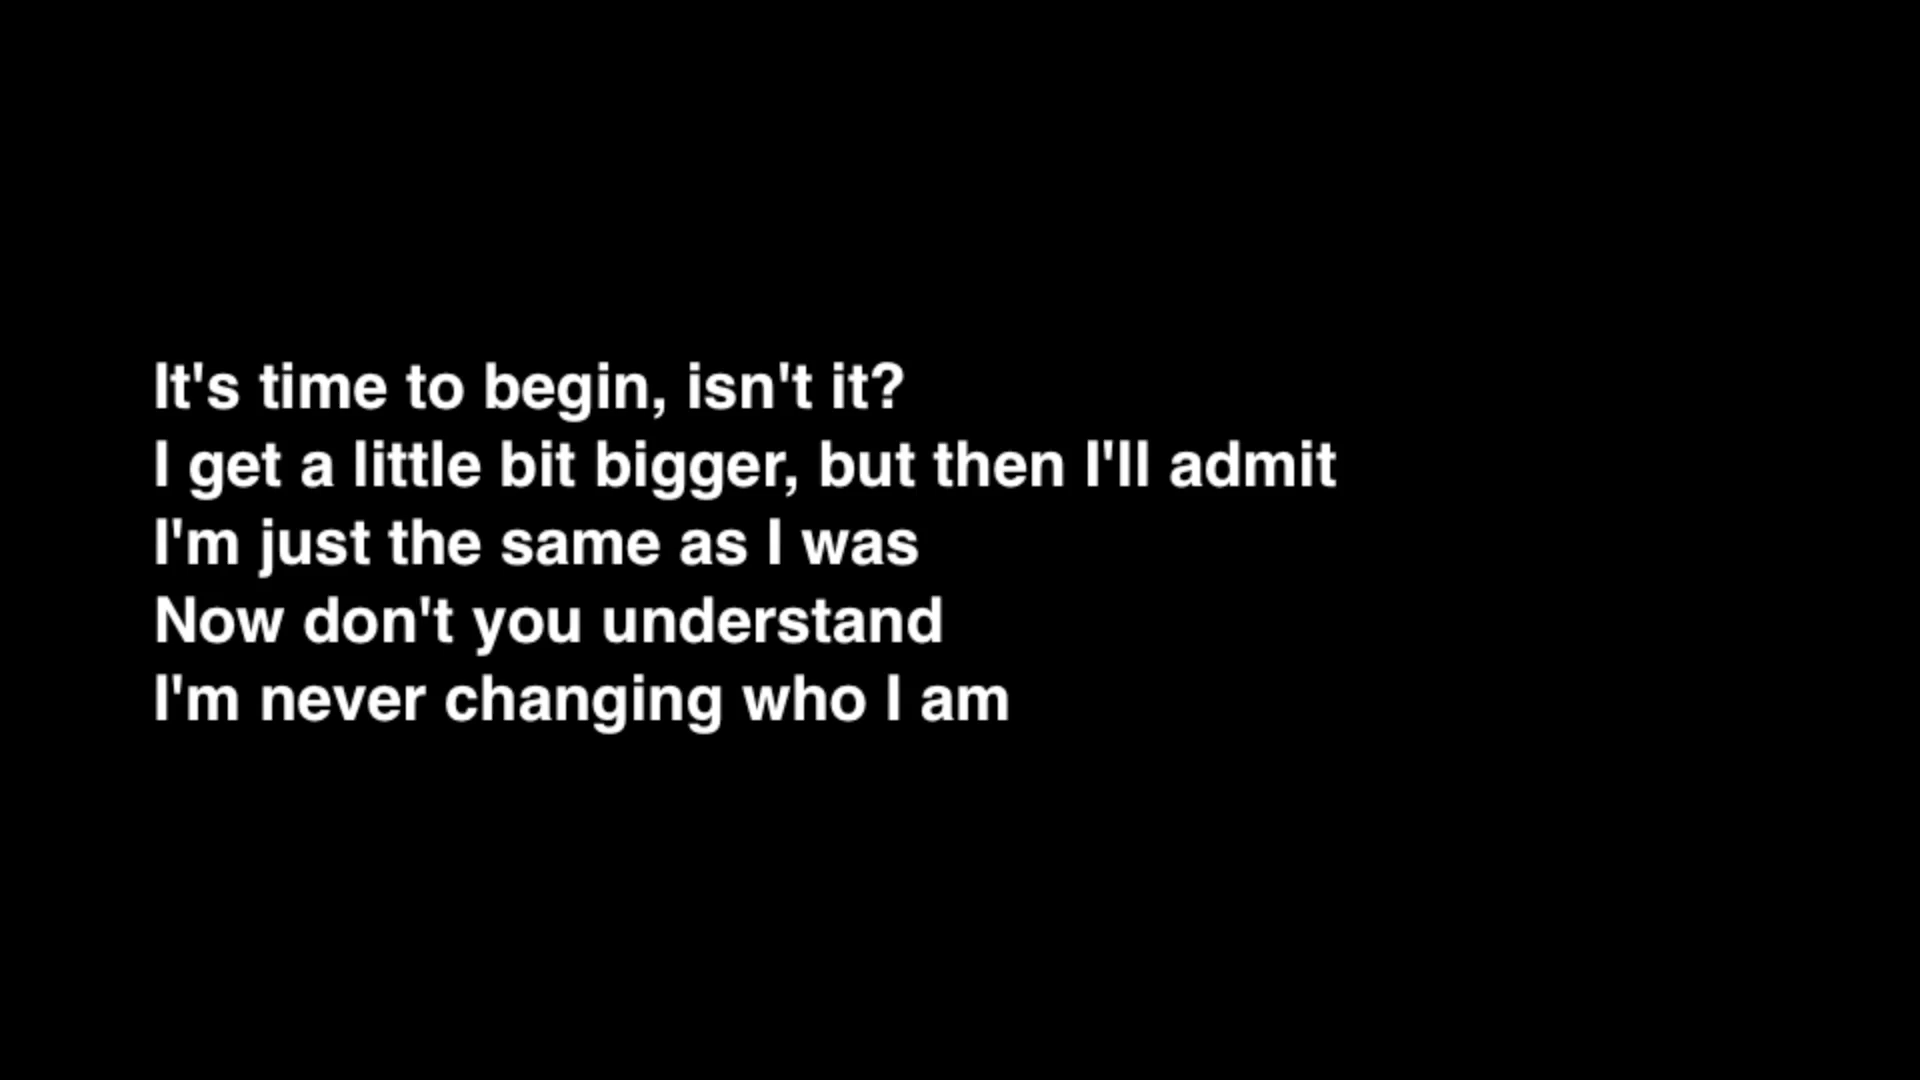 It's time to begin, isn't it?
I get a little bit bigger, but then I'll admit
I'm just the same as I was
Now don't you understand
I'm never changing who I am